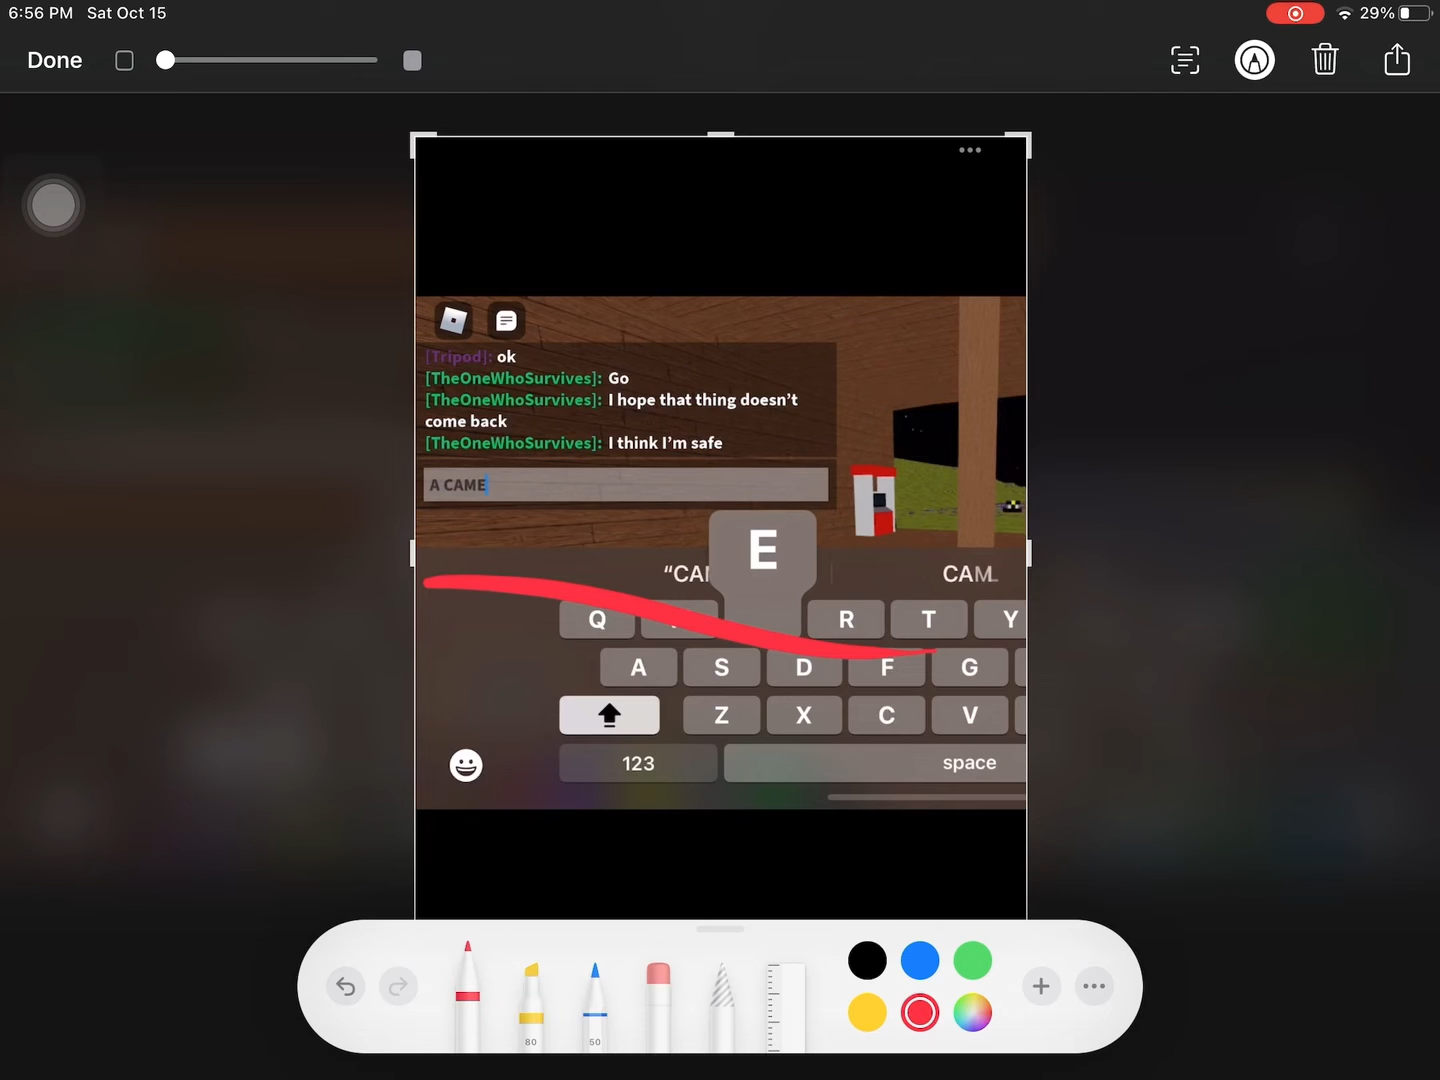 6:56 PM Sat Oct 15
29%
Done
[Tripod]: ok
[TheOneWhoSurvives]: Go
[TheOneWhoSurvives]: I hope that thing doesn’t
come back
[TheOneWhoSurvives]: I think I’m safe
A CAME
E
“CA
CAM
Q R T Y
A S D F G
Z X C V
123 space
80 50